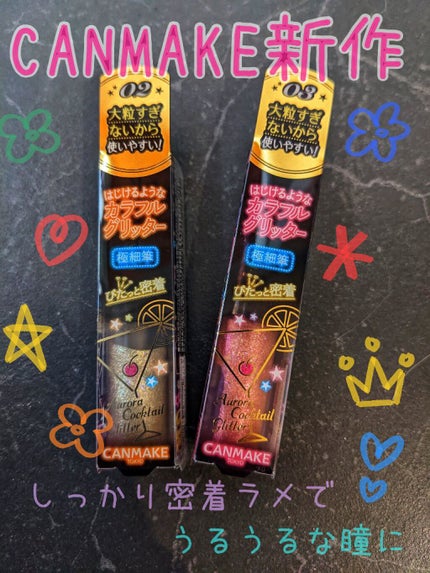 CANMAKE新作
02
大粒すぎ
ないから
使いやすい!
はじけるような
カラフル
グリッター
極細筆
ぴたっと密着
Aurora
Cocktail
Glitter
CANMAKE
TOKYO
03
大粒すぎ
ないから
使いやすい!
はじけるような
カラフル
グリッター
極細筆
ぴたっと密着
Aurora
Cocktail
Glitter
CANMAKE
TOKYO
しっかり密着ラメで
うるうるな瞳に